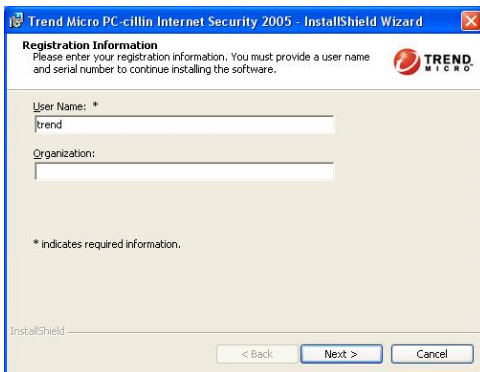 Trend Micro PC-cillin Internet Security 2005 - InstallShield Wizard
Registration Information
Please enter your registration information. You must provide a user name
and serial number to continue installing the software.
TREND
MICRO
User Name: *
trend
Organization:
* indicates required information.
InstallShield
< Back
Next >
Cancel